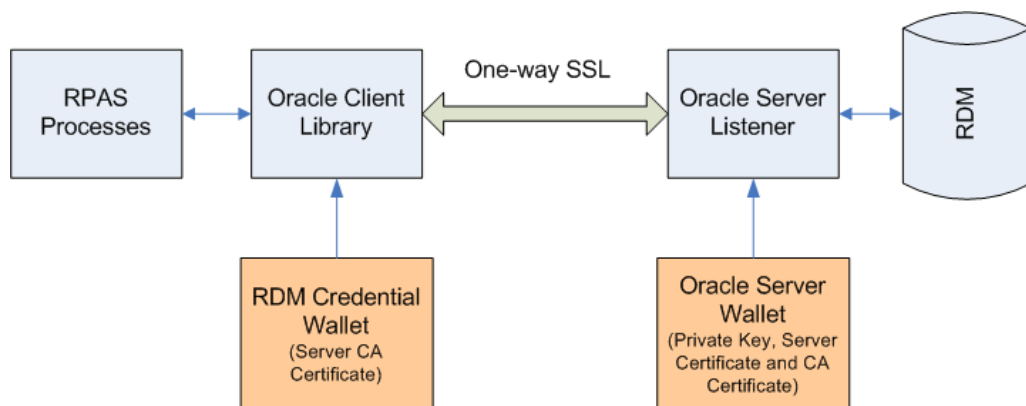 RPAS
Processes
Oracle Client
Library
One-way SSL
Oracle Server
Listener
RDM
RDM Credential
Wallet
(Server CA
Certificate)
Oracle Server
Wallet
(Private Key, Server
Certificate and CA
Certificate)